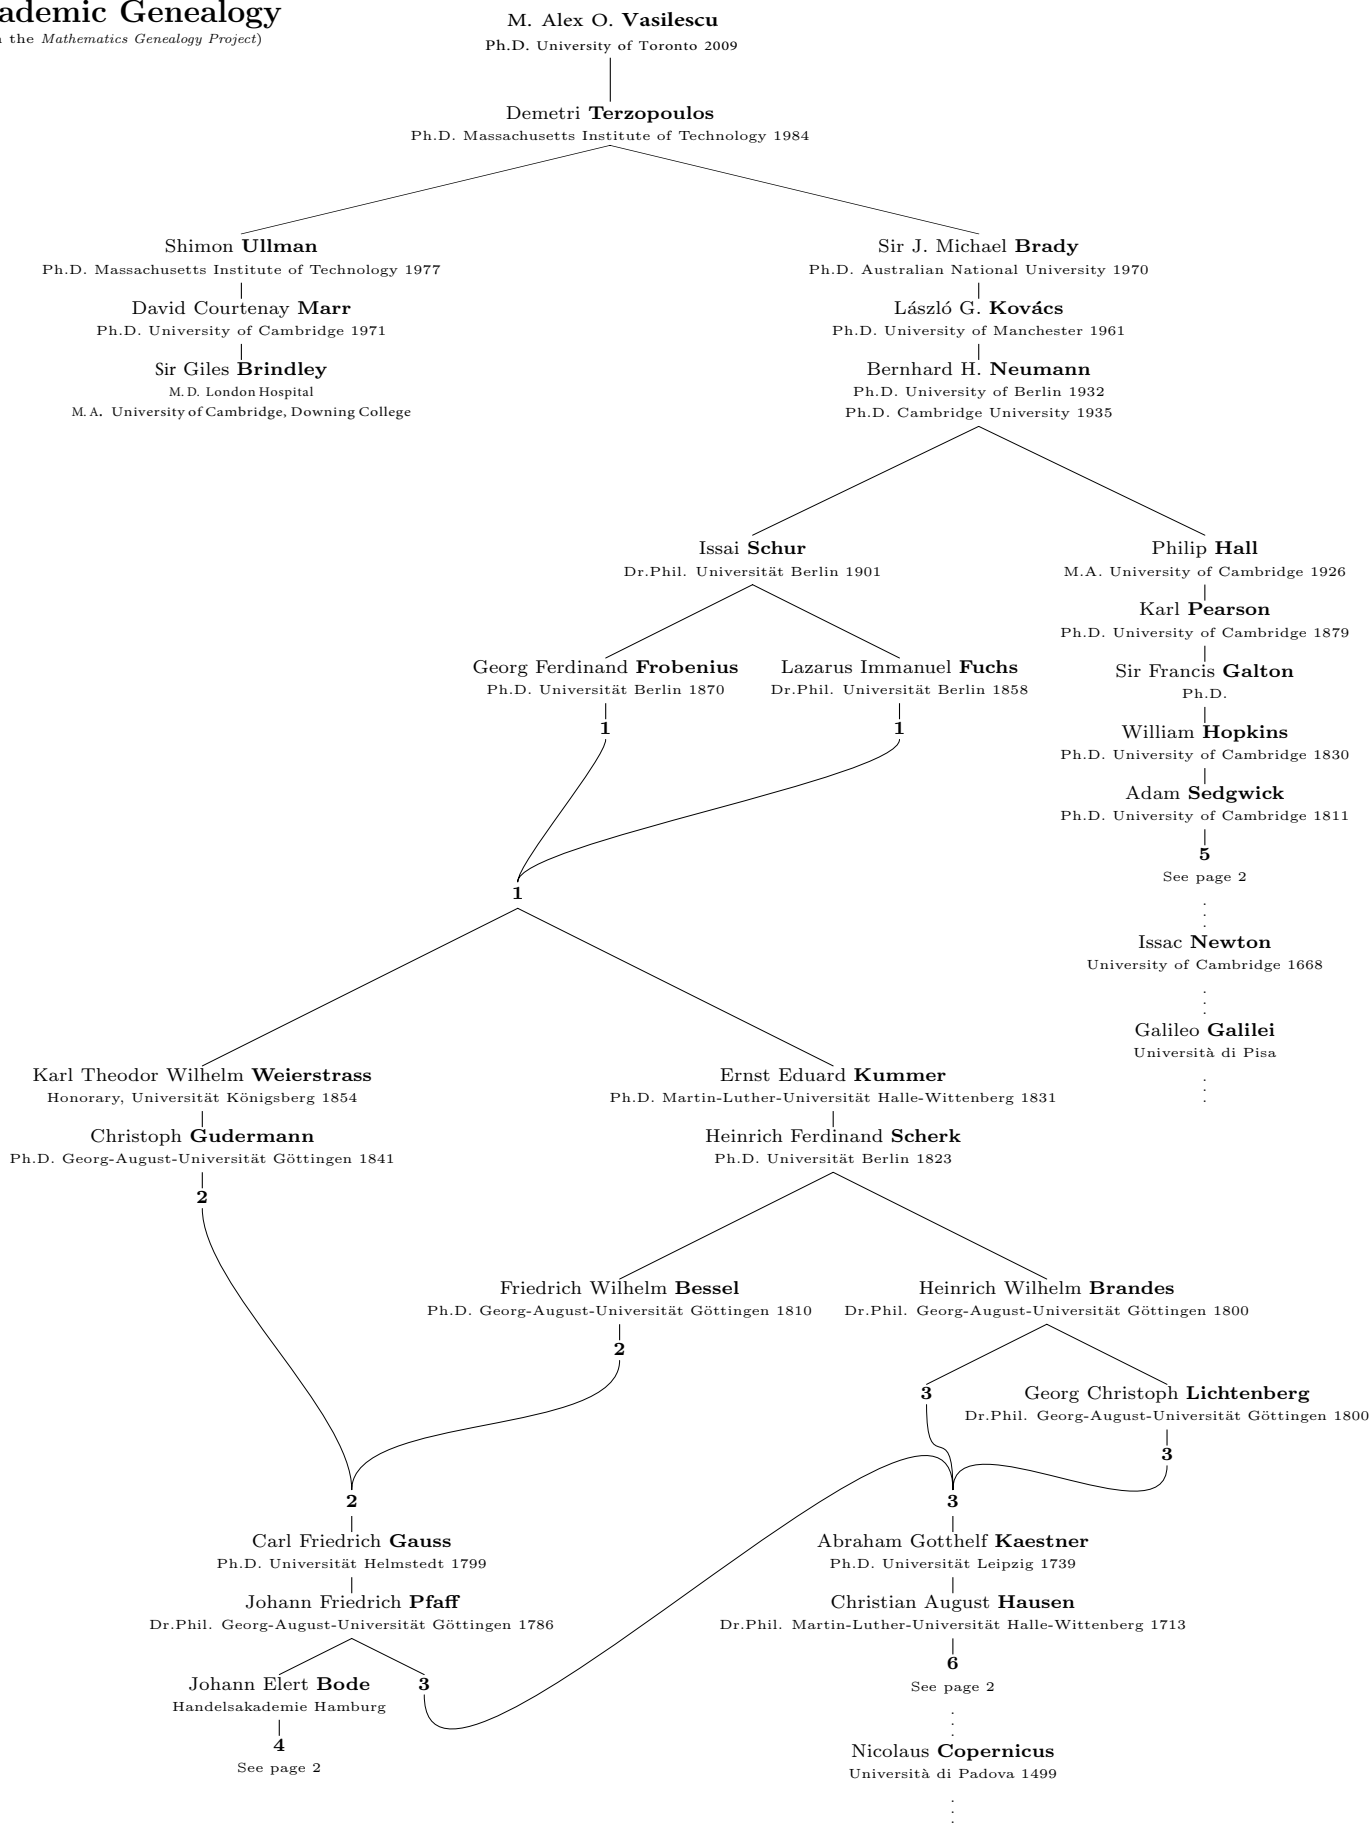 ademic Genealogy
the Mathematics Genealogy Project)
M. Alex O. Vasilescu
Ph.D. University of Toronto 2009
Demetri Terzopoulos
Ph.D. Massachusetts Institute of Technology 1984
Shimon Ullman
Ph.D. Massachusetts Institute of Technology 1977
David Courtenay Marr
Ph.D. University of Cambridge 1971
Sir Giles Brindley
M.D. London Hospital
M.A. University of Cambridge, Downing College
Sir J. Michael Brady
Ph.D. Australian National University 1970
László G. Kovács
Ph.D. University of Manchester 1961
Bernhard H. Neumann
Ph.D. University of Berlin 1932
Ph.D. Cambridge University 1935
Issai Schur
Dr.Phil. Universität Berlin 1901
Georg Ferdinand Frobenius
Ph.D. Universität Berlin 1870
1
Lazarus Immanuel Fuchs
Dr.Phil. Universität Berlin 1858
1
Philip Hall
M.A. University of Cambridge 1926
Karl Pearson
Ph.D. University of Cambridge 1879
Sir Francis Galton
Ph.D.
William Hopkins
Ph.D. University of Cambridge 1830
Adam Sedgwick
Ph.D. University of Cambridge 1811
5
See page 2
Issac Newton
University of Cambridge 1668
Galileo Galilei
Università di Pisa
1
Karl Theodor Wilhelm Weierstrass
Honorary, Universität Königsberg 1854
Christoph Gudermann
Ph.D. Georg-August-Universität Göttingen 1841
2
Ernst Eduard Kummer
Ph.D. Martin-Luther-Universität Halle-Wittenberg 1831
Heinrich Ferdinand Scherk
Ph.D. Universität Berlin 1823
Friedrich Wilhelm Bessel
Ph.D. Georg-August-Universität Göttingen 1810
2
Heinrich Wilhelm Brandes
Dr.Phil. Georg-August-Universität Göttingen 1800
3
Georg Christoph Lichtenberg
Dr.Phil. Georg-August-Universität Göttingen 1800
3
2
Carl Friedrich Gauss
Ph.D. Universität Helmstedt 1799
Johann Friedrich Pfaff
Dr.Phil. Georg-August-Universität Göttingen 1786
Johann Elert Bode
Handelsakademie Hamburg
4
See page 2
3
3
Abraham Gotthelf Kaestner
Ph.D. Universität Leipzig 1739
Christian August Hausen
Dr.Phil. Martin-Luther-Universität Halle-Wittenberg 1713
6
See page 2
Nicolaus Copernicus
Università di Padova 1499